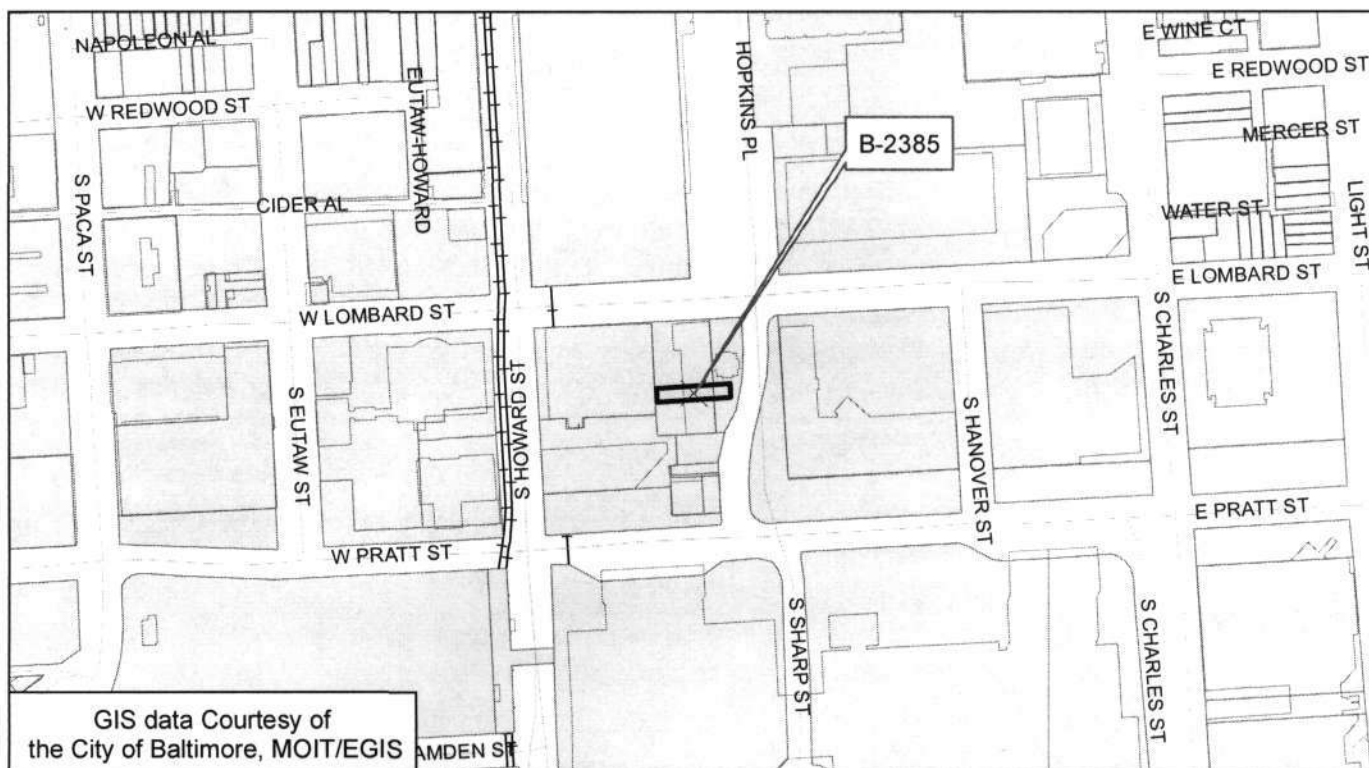 NAPOLEON AL
W REDWOOD ST
EUTAW-HOWARD
HOPKINS PL
E WINE CT
E REDWOOD ST
MERCER ST
B-2385
S PACA ST
CIDER AL
WATER ST
LIGHT ST
E LOMBARD ST
W LOMBARD ST
S EUTAW ST
S HOWARD ST
S HANOVER ST
S CHARLES ST
E PRATT ST
W PRATT ST
S SHARP ST
S CHARLES ST
GIS data Courtesy of
the City of Baltimore, MOIT/EGIS
AMDEN ST